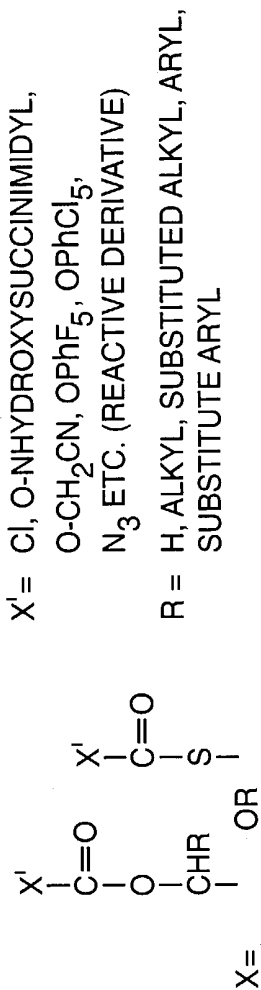 X' = Cl, O-NHYDROXYSUCCINIMIDYL,
O-CH2CN, OPhF5, OPhCl5,
N3 ETC. (REACTIVE DERIVATIVE)
R = H, ALKYL, SUBSTITUTED ALKYL, ARYL,
SUBSTITUTE ARYL
X' X'
C=O C=O
O S
CHR
X= OR